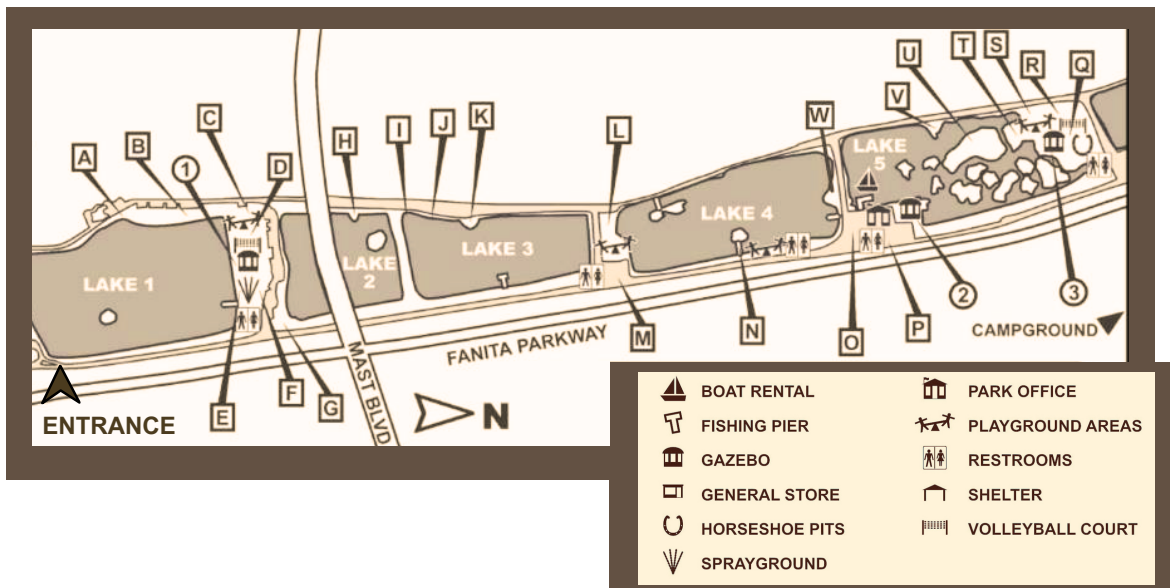 U
T
S
R
Q
V
K
J
I
H
C
B
A
1
D
L
W
LAKE
5
LAKE 4
LAKE 3
LAKE
2
LAKE 1
2
3
P
O
N
M
CAMPGROUND
FANITA PARKWAY
MAST BLVD
E
F
G
N
ENTRANCE
BOAT RENTAL
FISHING PIER
GAZEBO
GENERAL STORE
HORSESHOE PITS
SPRAYGROUND
PARK OFFICE
PLAYGROUND AREAS
RESTROOMS
SHELTER
VOLLEYBALL COURT